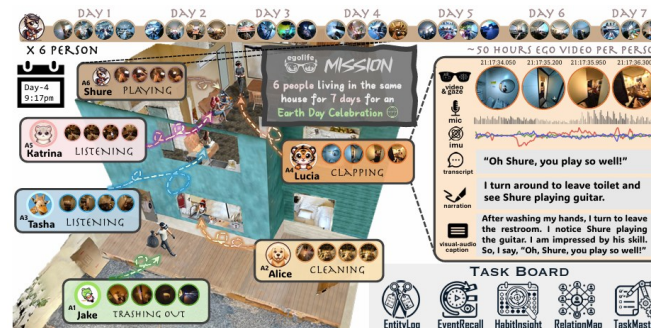 DAY 1 DAY 2 DAY 3 DAY 4 DAY 5 DAY 6 DAY 7
X 6 PERSON
~50 HOURS EGO VIDEO PER PERSO
Day-4
9:17pm
A6
Shure
PLAYING
egolife
MISSION
6 people living in the same
house for 7 days for an
Earth Day Celebration
A5
Katrina
LISTENING
A4
Lucia
CLAPPING
A3
Tasha
LISTENING
A2
Alice
CLEANING
A1
Jake
TRASHING OUT
21:17:34.050 21:17:35.200 21:17:35.950 21:17:36.300
video
& gaze
mic
imu
transcript
"Oh Shure, you play so well!"
narration
I turn around to leave toilet and
see Shure playing guitar.
visual-audio
caption
After washing my hands, I turn to leave
the restroom. I notice Shure playing
the guitar. I am impressed by his skill.
So, I say, "Oh, Shure, you play so well!"
TASK BOARD
EntityLog EventRecall HabitInsight RelationMap TaskMast